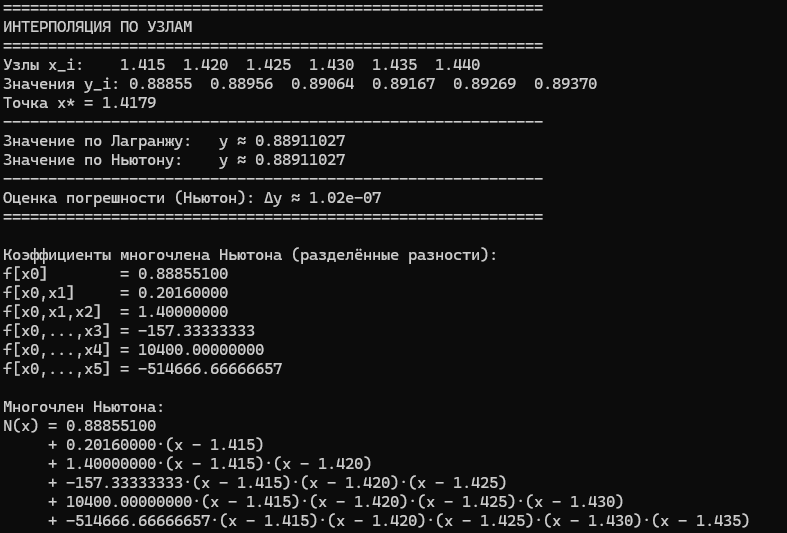 ============================================================
ИНТЕРПОЛЯЦИЯ ПО УЗЛАМ
============================================================
Узлы x_i:    1.415  1.420  1.425  1.430  1.435  1.440
Значения y_i: 0.88855  0.88956  0.89064  0.89167  0.89269  0.89370
Точка x* = 1.4179
------------------------------------------------------------
Значение по Лагранжу:   y ≈ 0.88911027
Значение по Ньютону:    y ≈ 0.88911027
------------------------------------------------------------
Оценка погрешности (Ньютон): Δy ≈ 1.02e-07
============================================================
Коэффициенты многочлена Ньютона (разделённые разности):
f[x0]        = 0.88855100
f[x0,x1]     = 0.20160000
f[x0,x1,x2]  = 1.40000000
f[x0,...,x3] = -157.33333333
f[x0,...,x4] = 10400.00000000
f[x0,...,x5] = -514666.66666657
Многочлен Ньютона:
N(x) = 0.88855100
     + 0.20160000·(x - 1.415)
     + 1.40000000·(x - 1.415)·(x - 1.420)
     + -157.33333333·(x - 1.415)·(x - 1.420)·(x - 1.425)
     + 10400.00000000·(x - 1.415)·(x - 1.420)·(x - 1.425)·(x - 1.430)
     + -514666.66666657·(x - 1.415)·(x - 1.420)·(x - 1.425)·(x - 1.430)·(x - 1.435)